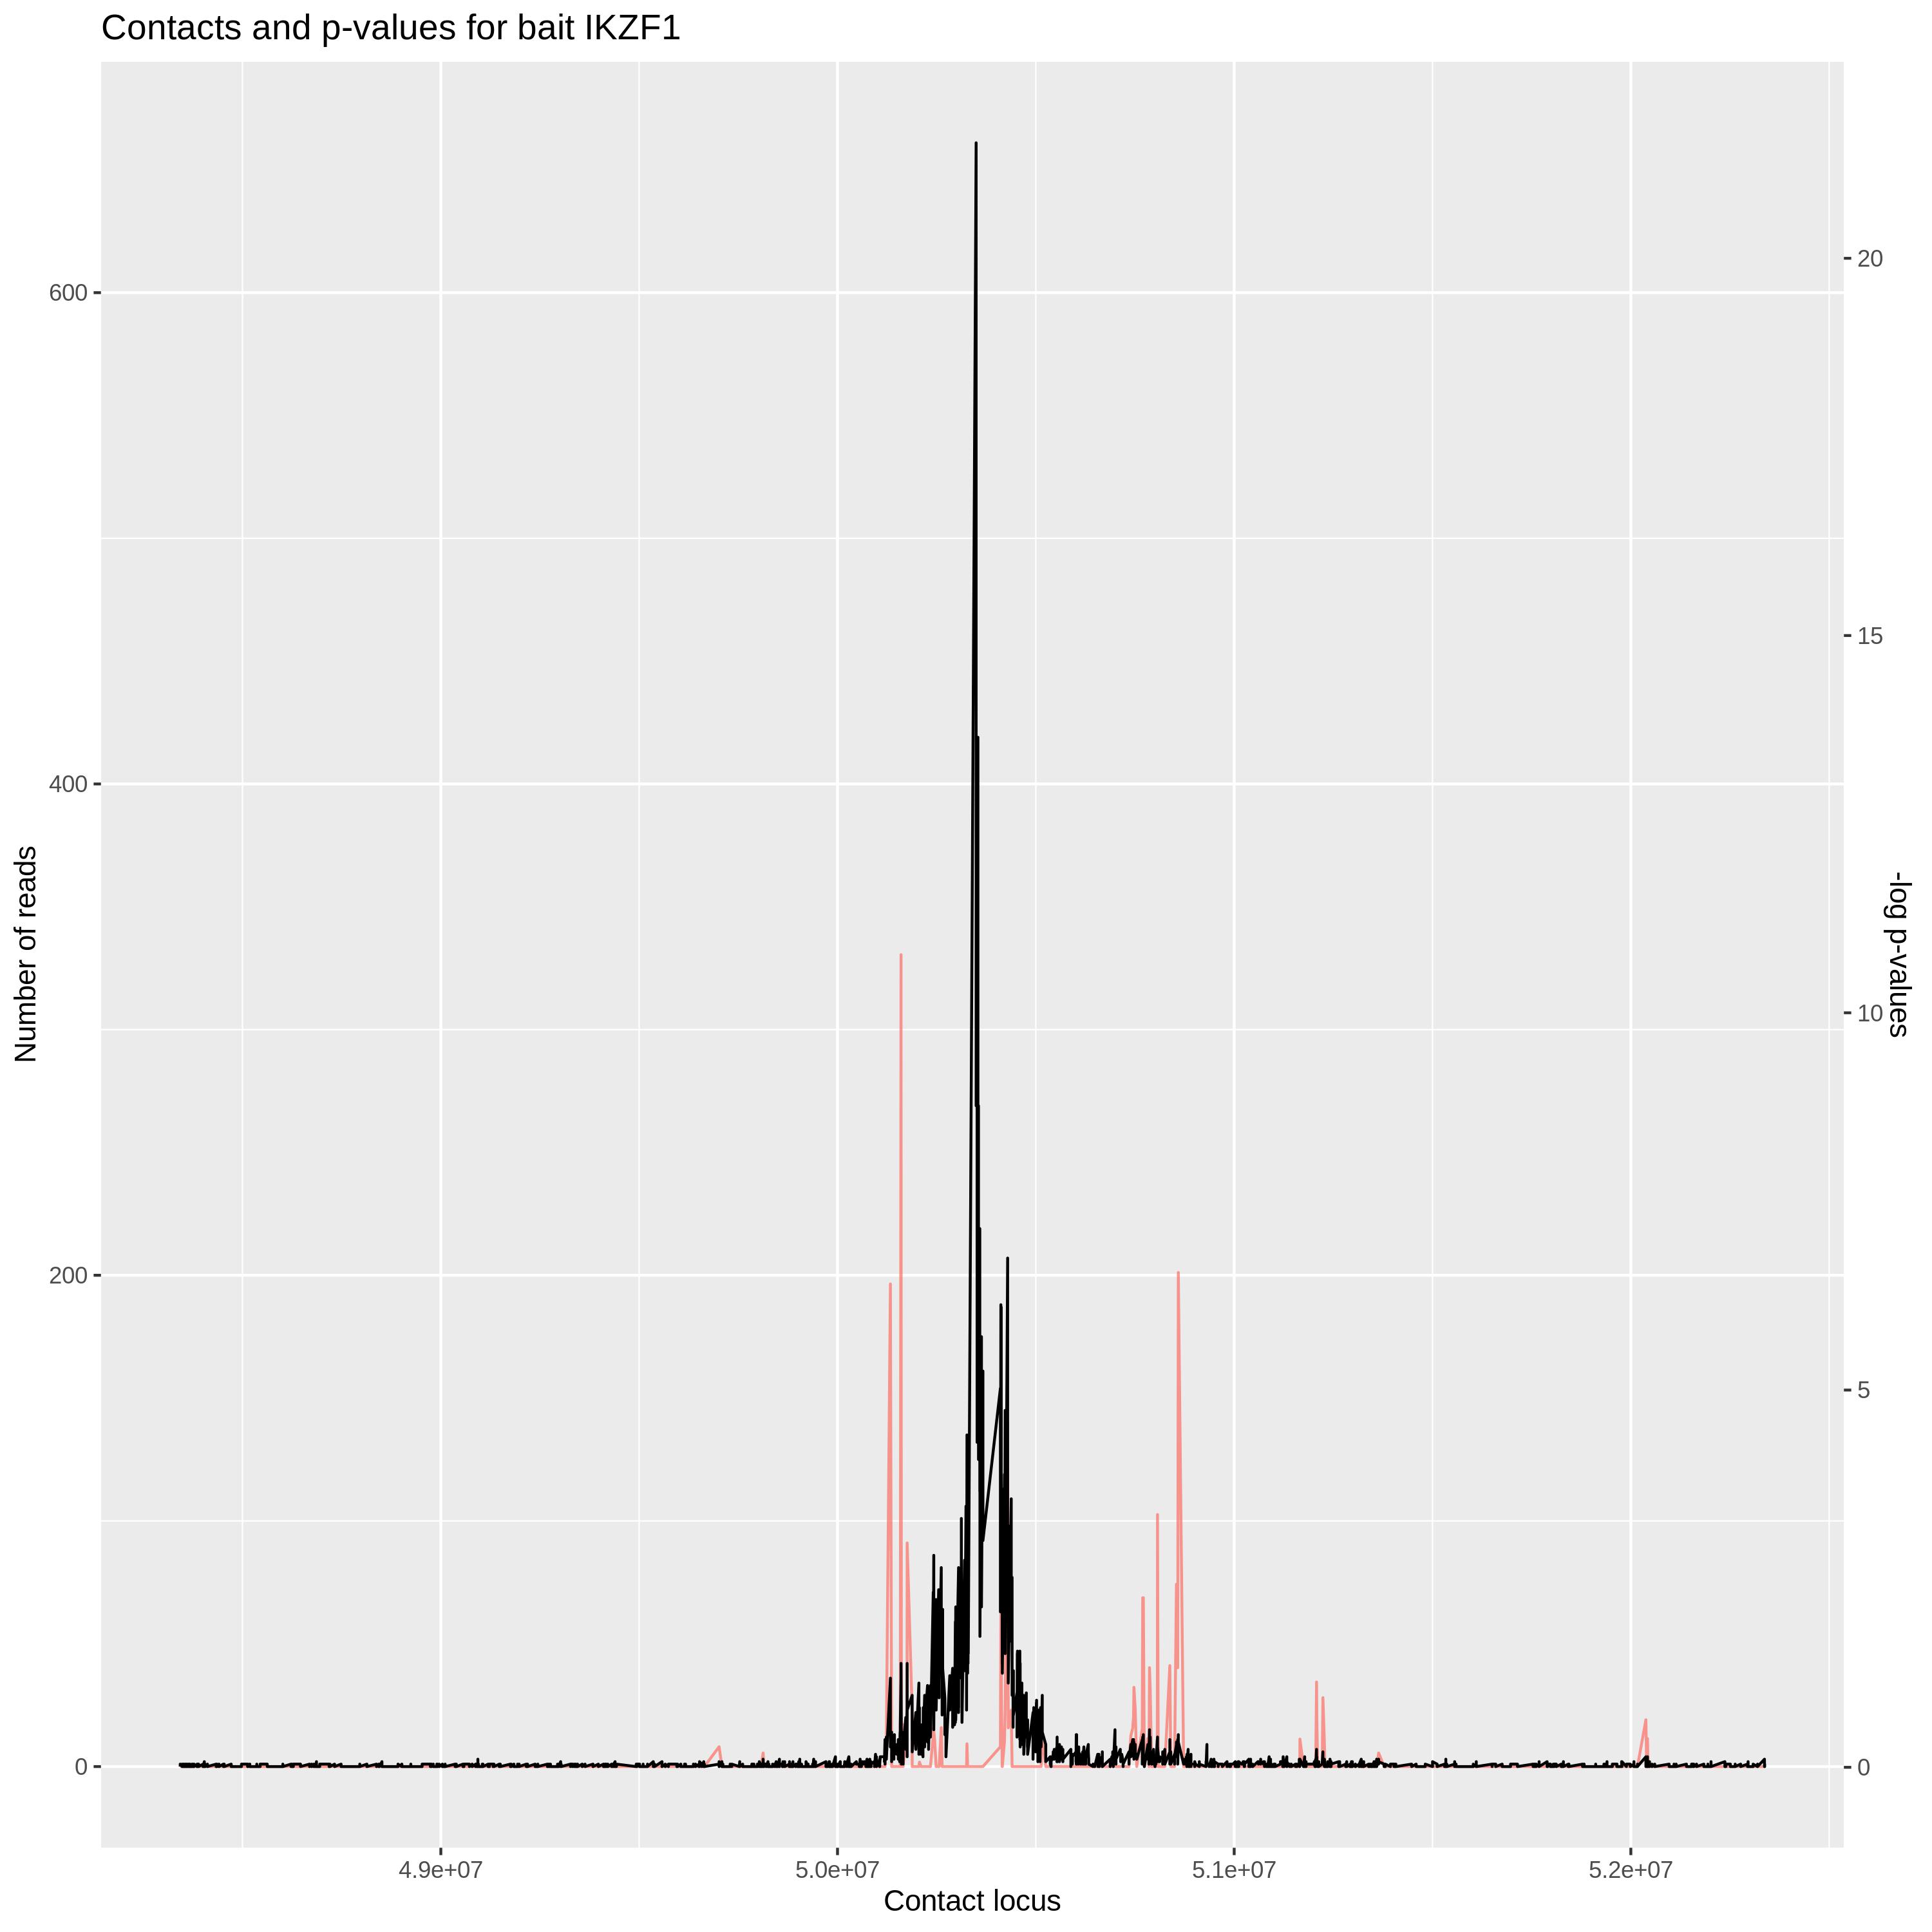 Contacts and p-values for bait IKZF1
Number of reads
600
400
200
0
20
15
10
5
0
-log p-values
4.9e+07 5.0e+07 5.1e+07 5.2e+07
Contact locus